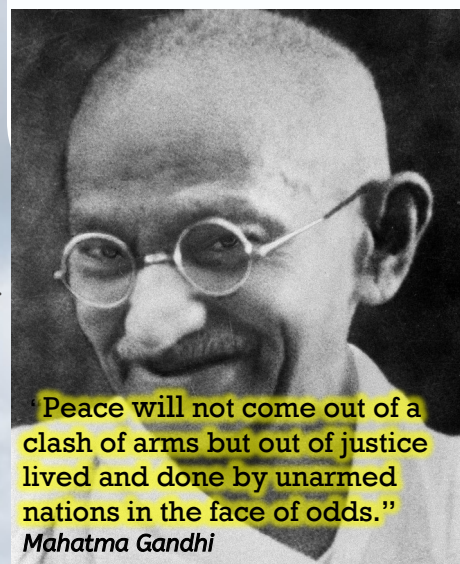 ‘Peace will not come out of a
clash of arms but out of justice
lived and done by unarmed
nations in the face of odds.”
Mahatma Gandhi